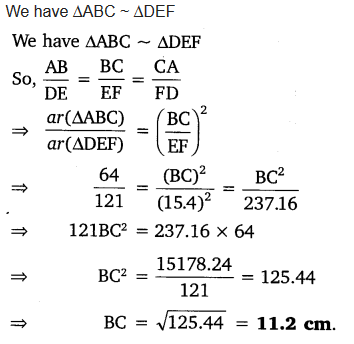 We have ΔABC ~ ΔDEF
We have ΔABC ~ ΔDEF
So, AB/DE = BC/EF = CA/FD
⇒ ar(ΔABC)/ar(ΔDEF) = (BC/EF)²
⇒ 64/121 = (BC)²/(15.4)² = BC²/237.16
⇒ 121BC² = 237.16 × 64
⇒ BC² = 15178.24/121 = 125.44
⇒ BC = √125.44 = 11.2 cm.